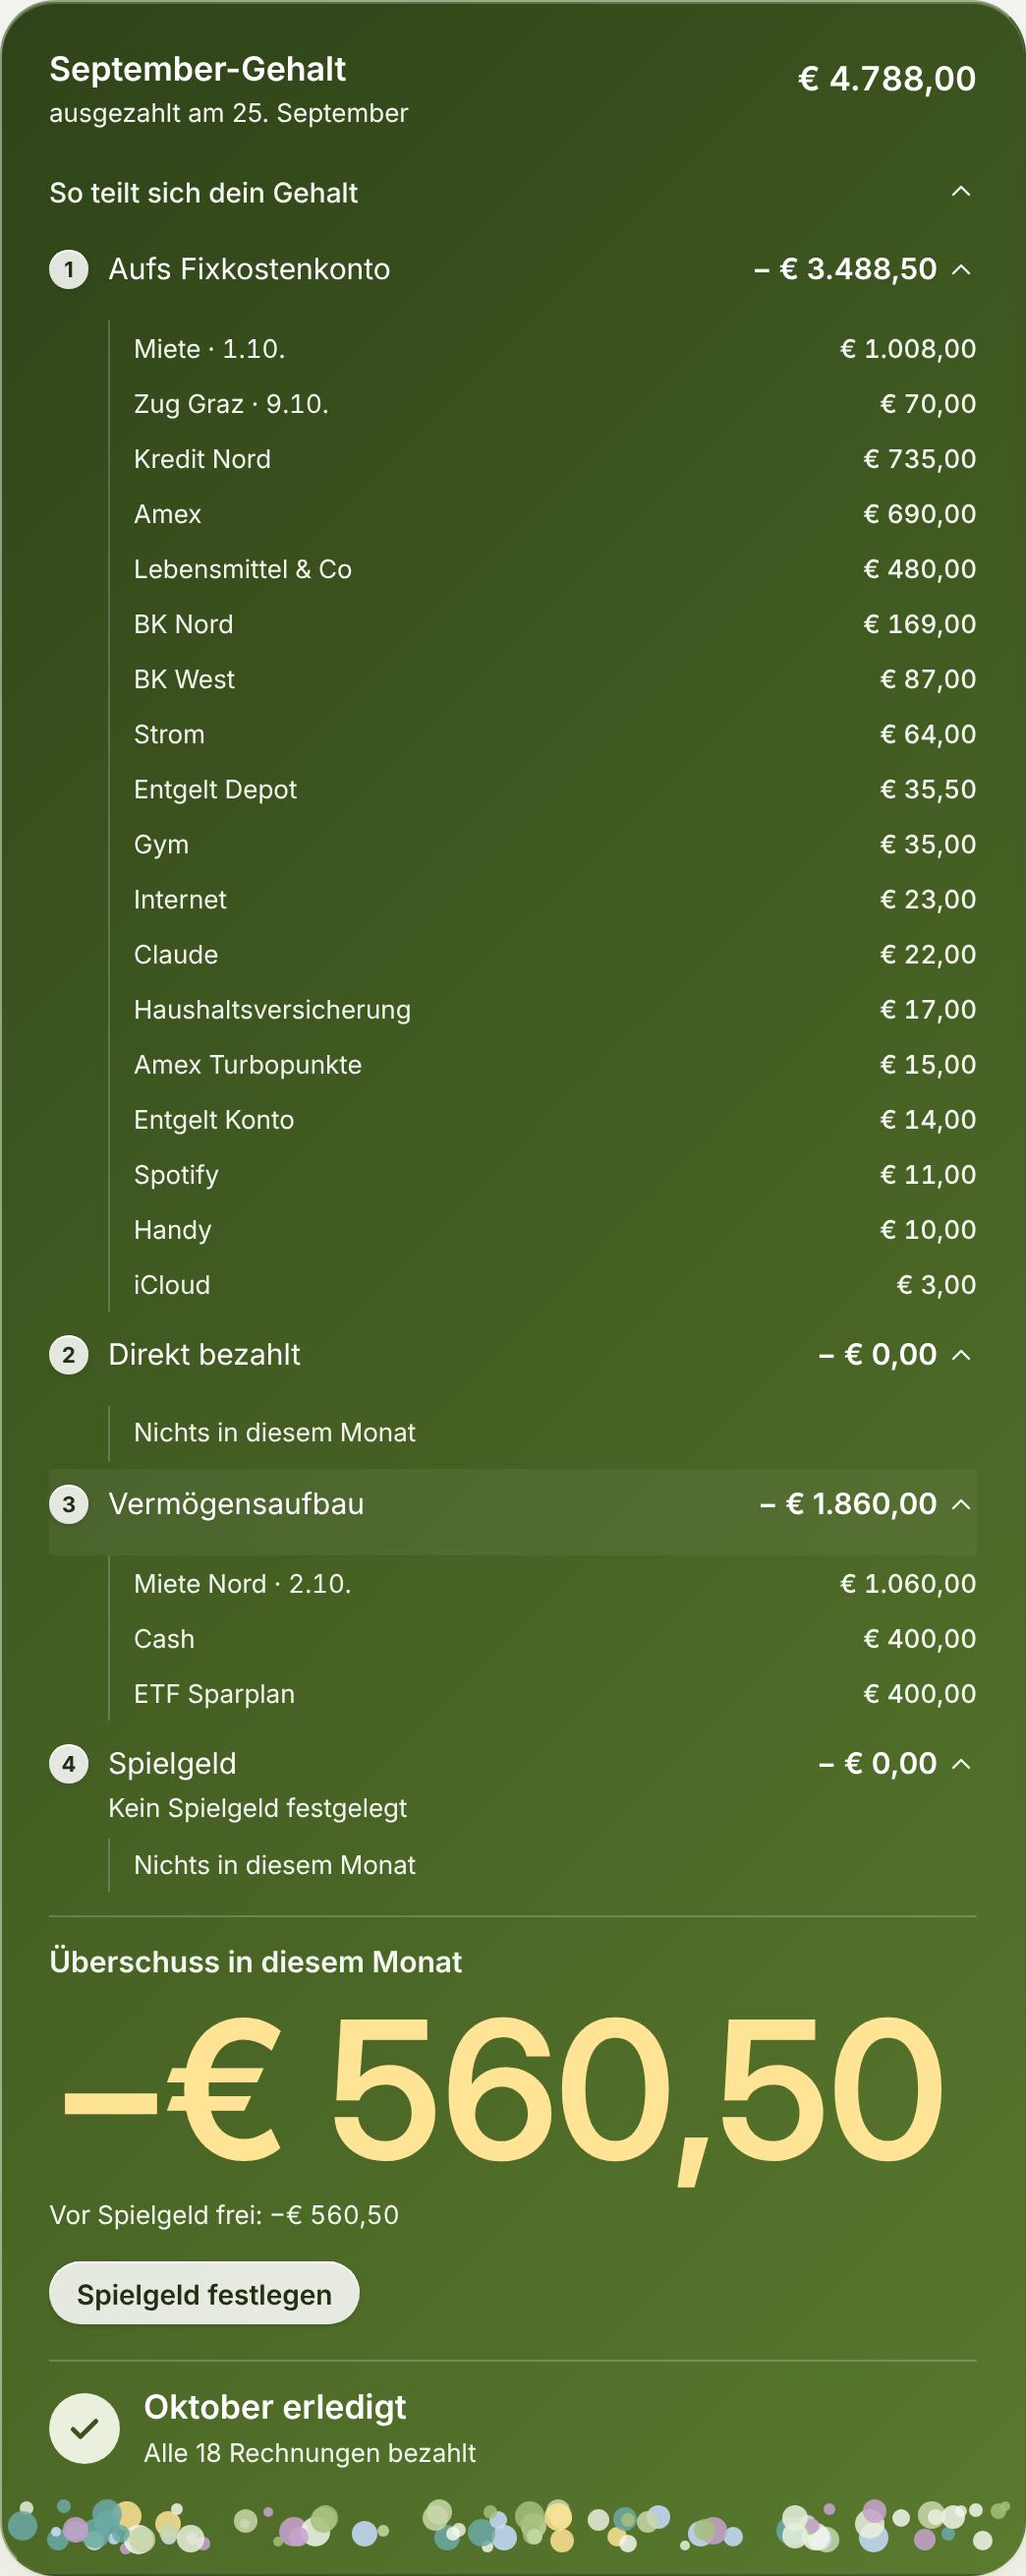 September-Gehalt
€ 4.788,00
ausgezahlt am 25. September
So teilt sich dein Gehalt
1 Aufs Fixkostenkonto – € 3.488,50
Miete · 1.10. € 1.008,00
Zug Graz · 9.10. € 70,00
Kredit Nord € 735,00
Amex € 690,00
Lebensmittel & Co € 480,00
BK Nord € 169,00
BK West € 87,00
Strom € 64,00
Entgelt Depot € 35,50
Gym € 35,00
Internet € 23,00
Claude € 22,00
Haushaltsversicherung € 17,00
Amex Turbopunkte € 15,00
Entgelt Konto € 14,00
Spotify € 11,00
Handy € 10,00
iCloud € 3,00
2 Direkt bezahlt – € 0,00
Nichts in diesem Monat
3 Vermögensaufbau – € 1.860,00
Miete Nord · 2.10. € 1.060,00
Cash € 400,00
ETF Sparplan € 400,00
4 Spielgeld – € 0,00
Kein Spielgeld festgelegt
Nichts in diesem Monat
Überschuss in diesem Monat
–€ 560,50
Vor Spielgeld frei: –€ 560,50
Spielgeld festlegen
Oktober erledigt
Alle 18 Rechnungen bezahlt